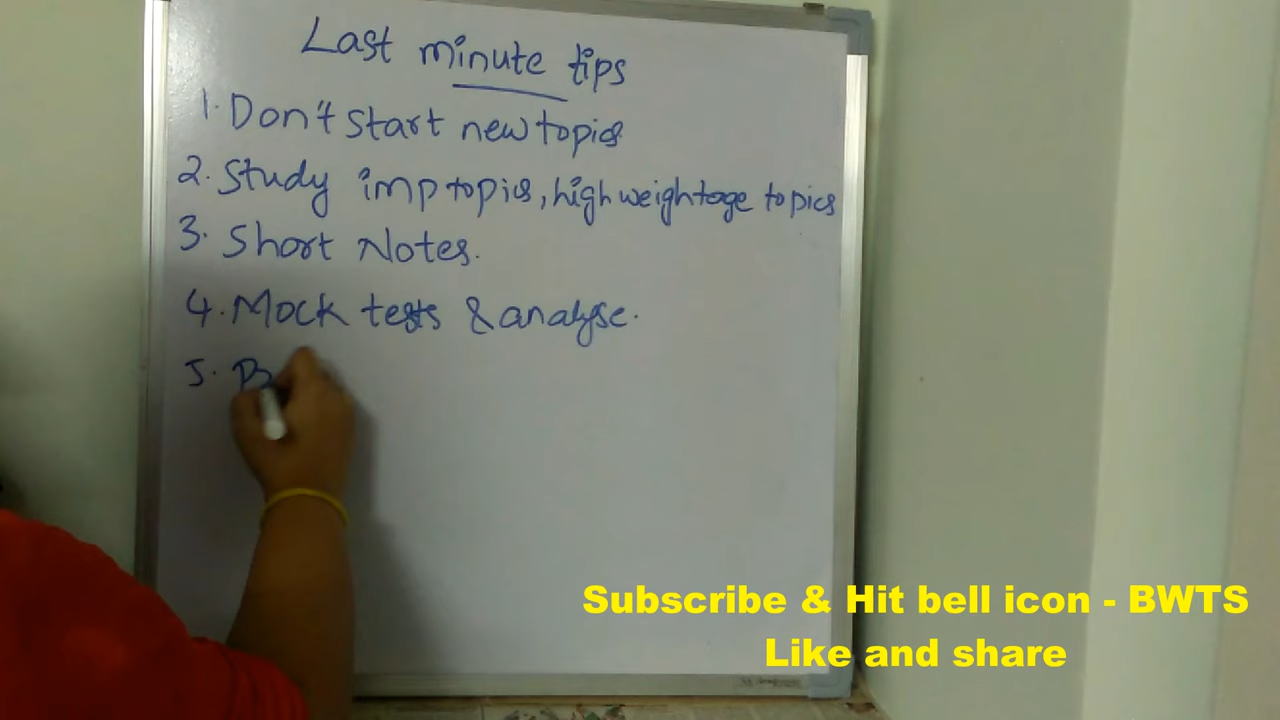 Last minute tips
1. Don't start new topics
2. Study imp topics, high weightage topics
3. Short Notes.
4. Mock tests & analyse.
5.
Subscribe & Hit bell icon - BWTS
Like and share